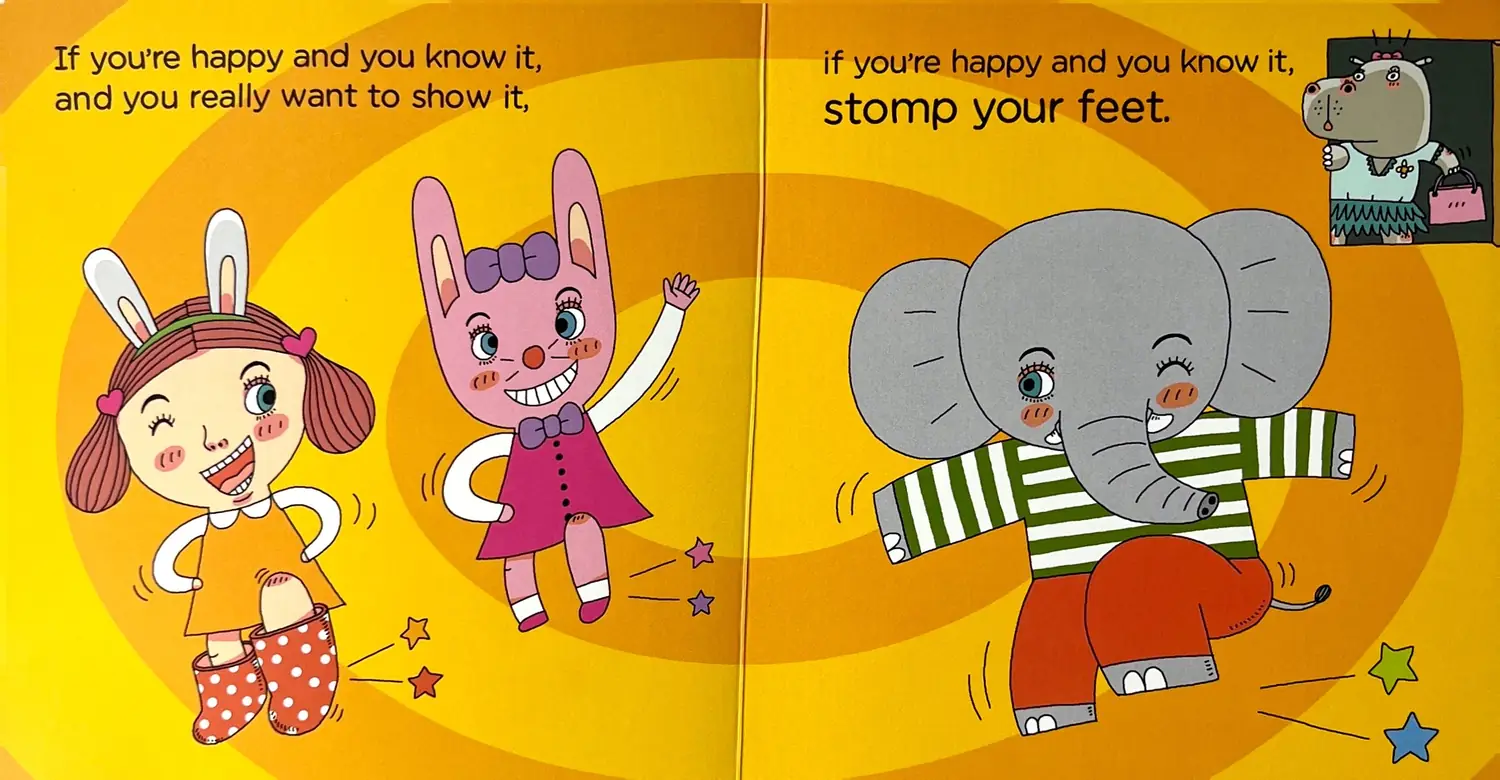 If you're happy and you know it,
and you really want to show it,
if you're happy and you know it,
stomp your feet.